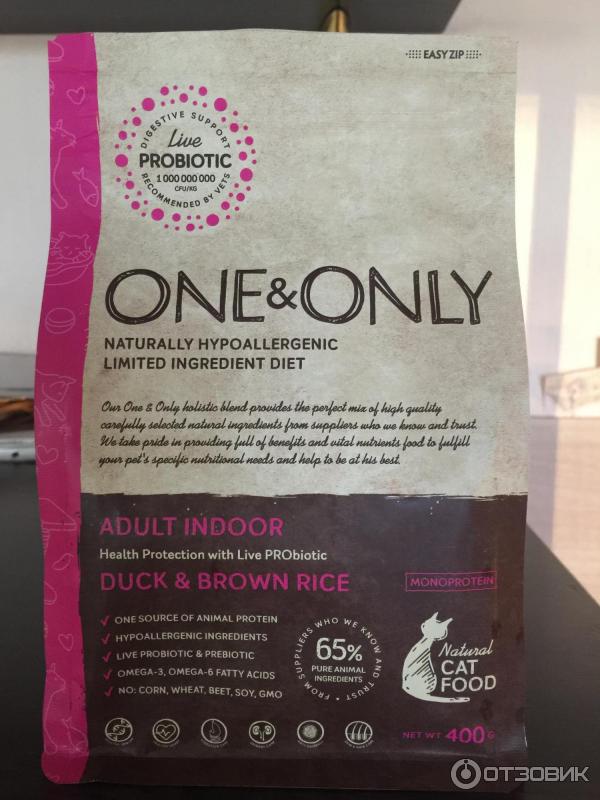 EASY ZIP
DIGESTIVE SUPPORT
Live
PROBIOTIC
1 000 000 000
CFU/KG
RECOMMENDED BY VETS
ONE&ONLY
NATURALLY HYPOALLERGENIC
LIMITED INGREDIENT DIET
Our One & Only holistic blend provides the perfect mix of high quality
carefully selected natural ingredients from suppliers who we know and trust.
We take pride in providing full of benefits and vital nutrients food to fulfill
your pet's specific nutritional needs and help to be at his best.
ADULT INDOOR
Health Protection with Live PRObiotic
DUCK & BROWN RICE
MONOPROTEIN
ONE SOURCE OF ANIMAL PROTEIN
HYPOALLERGENIC INGREDIENTS
LIVE PROBIOTIC & PREBIOTIC
OMEGA-3, OMEGA-6 FATTY ACIDS
NO: CORN, WHEAT, BEET, SOY, GMO
FROM SUPPLIERS WHO WE KNOW AND TRUST
65%
PURE ANIMAL
INGREDIENTS
Natural
CAT
FOOD
NET WT 400 G
ОТЗОВИК